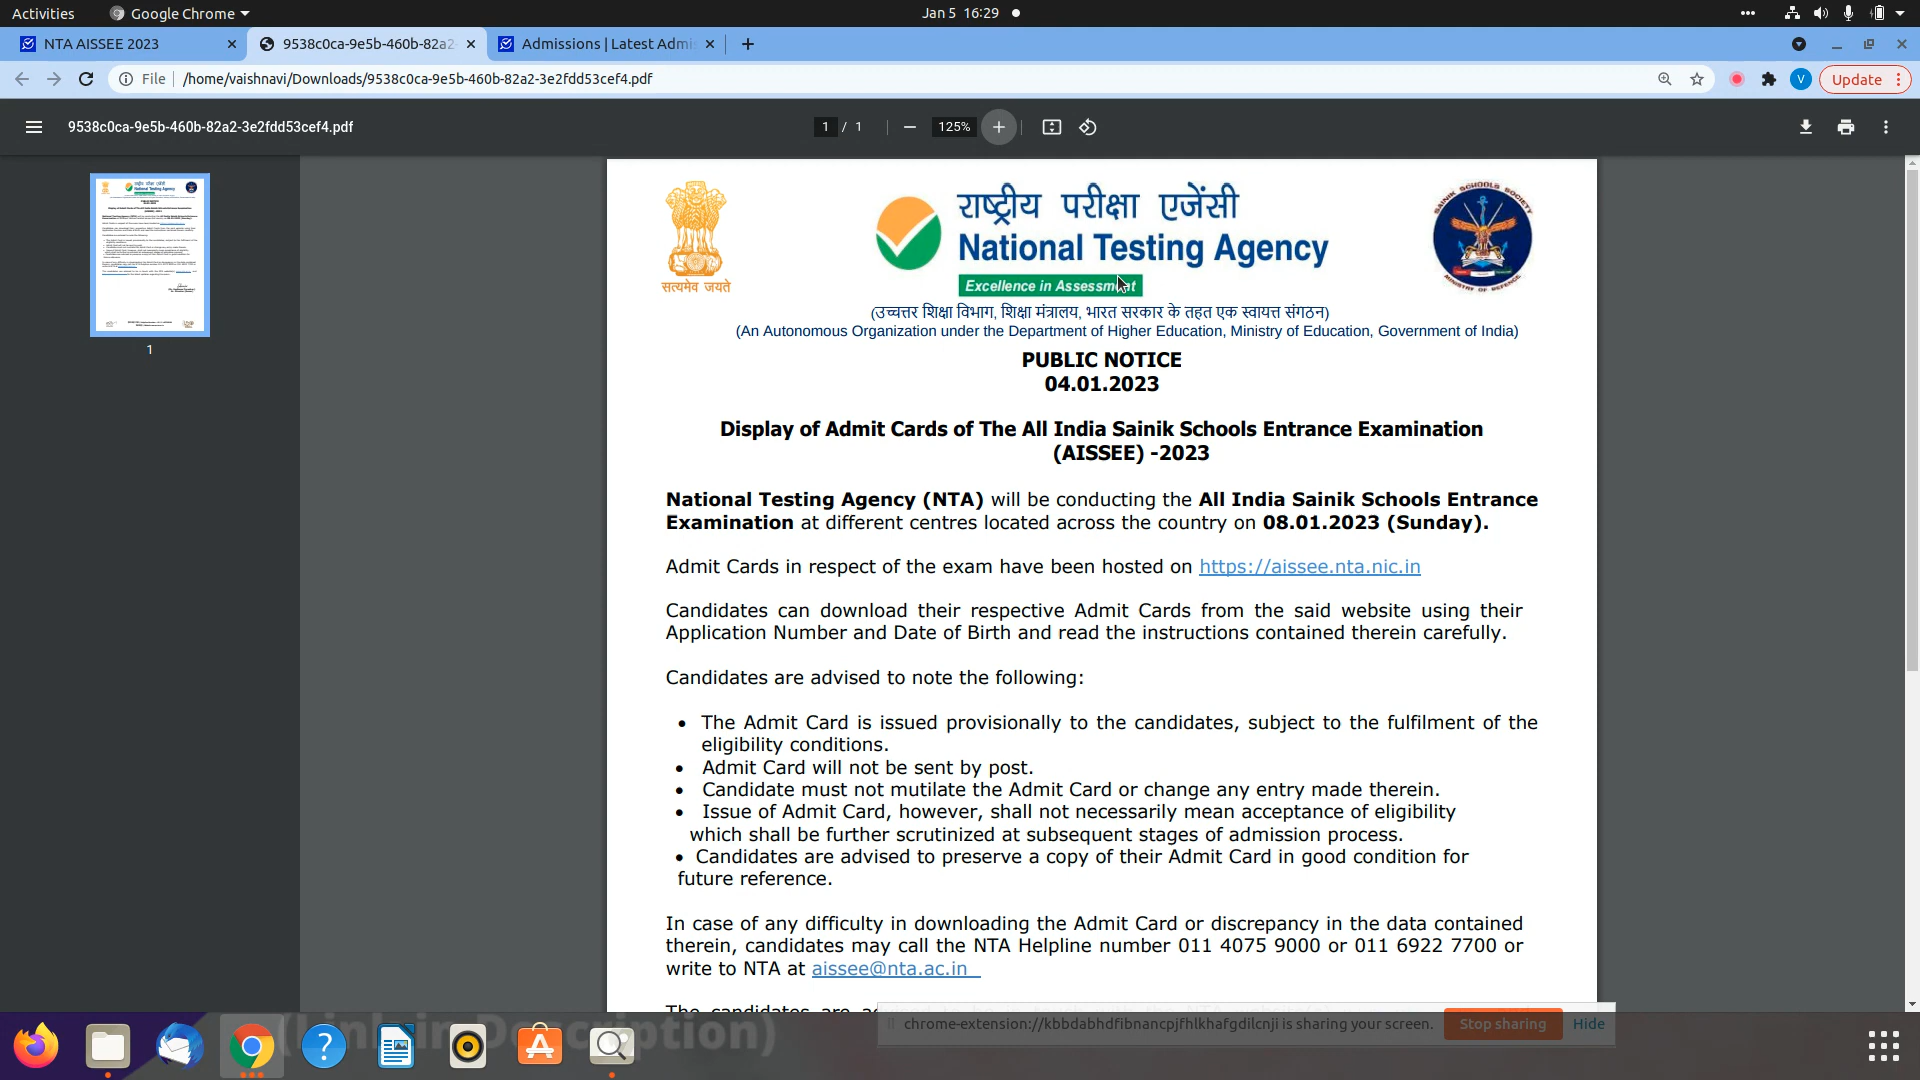 Activities
Google Chrome
Jan 5 16:29
NTA AISSEE 2023
9538c0ca-9e5b-460b-82a2-
Admissions | Latest Admi
File
/home/vaishnavi/Downloads/9538c0ca-9e5b-460b-82a2-3e2fdd53cef4.pdf
V
Update
9538c0ca-9e5b-460b-82a2-3e2fdd53cef4.pdf
1 / 1
125%
1
सत्यमेव जयते
राष्ट्रीय परीक्षा एजेंसी
National Testing Agency
Excellence in Assessment
SAINIK SCHOOLS SOCIETY
MINISTRY OF DEFENCE
(उच्चत्तर शिक्षा विभाग, शिक्षा मंत्रालय, भारत सरकार के तहत एक स्वायत्त संगठन)
(An Autonomous Organization under the Department of Higher Education, Ministry of Education, Government of India)
PUBLIC NOTICE
04.01.2023
Display of Admit Cards of The All India Sainik Schools Entrance Examination
(AISSEE) -2023
National Testing Agency (NTA) will be conducting the All India Sainik Schools Entrance
Examination at different centres located across the country on 08.01.2023 (Sunday).
Admit Cards in respect of the exam have been hosted on https://aissee.nta.nic.in
Candidates can download their respective Admit Cards from the said website using their
Application Number and Date of Birth and read the instructions contained therein carefully.
Candidates are advised to note the following:
• The Admit Card is issued provisionally to the candidates, subject to the fulfilment of the
eligibility conditions.
• Admit Card will not be sent by post.
• Candidate must not mutilate the Admit Card or change any entry made therein.
• Issue of Admit Card, however, shall not necessarily mean acceptance of eligibility
which shall be further scrutinized at subsequent stages of admission process.
• Candidates are advised to preserve a copy of their Admit Card in good condition for
future reference.
In case of any difficulty in downloading the Admit Card or discrepancy in the data contained
therein, candidates may call the NTA Helpline number 011 4075 9000 or 011 6922 7700 or
write to NTA at aissee@nta.ac.in
The candidates are
chrome-extension://kbbdabhdfibnancpjfhlkhafgdilcnji is sharing your screen.
Stop sharing
Hide
(Link in Description)